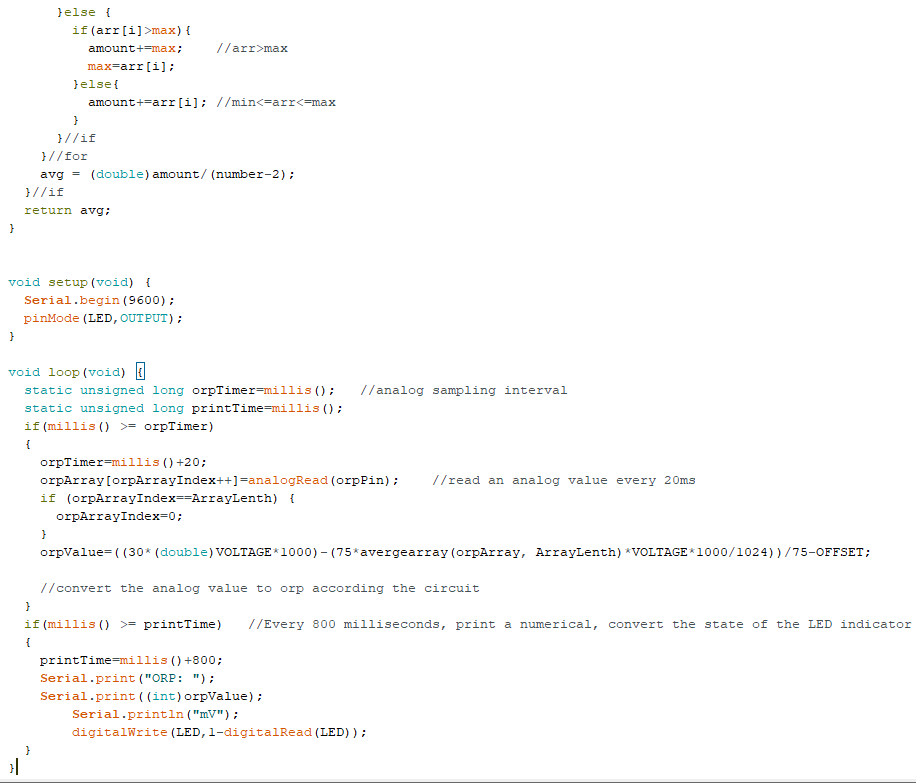 }else {
        if(arr[i]>max){
          amount+=max;    //arr>max
          max=arr[i];
        }else{
          amount+=arr[i]; //min<=arr<=max
        }
      }//if
    }//for
    avg = (double)amount/(number-2);
  }//if
  return avg;
}


void setup(void) {
  Serial.begin(9600);
  pinMode(LED,OUTPUT);
}

void loop(void) {
  static unsigned long orpTimer=millis();   //analog sampling interval
  static unsigned long printTime=millis();
  if(millis() >= orpTimer)
  {
    orpTimer=millis()+20;
    orpArray[orpArrayIndex++]=analogRead(orpPin);    //read an analog value every 20ms
    if (orpArrayIndex==ArrayLenth) {
      orpArrayIndex=0;
    }
    orpValue=((30*(double)VOLTAGE*1000)-(75*avergearray(orpArray, ArrayLenth)*VOLTAGE*1000/1024))/75-OFFSET;

    //convert the analog value to orp according the circuit
  }
  if(millis() >= printTime)   //Every 800 milliseconds, print a numerical, convert the state of the LED indicator
  {
    printTime=millis()+800;
    Serial.print("ORP: ");
    Serial.print((int)orpValue);
        Serial.println("mV");
        digitalWrite(LED,1-digitalRead(LED));
  }
}